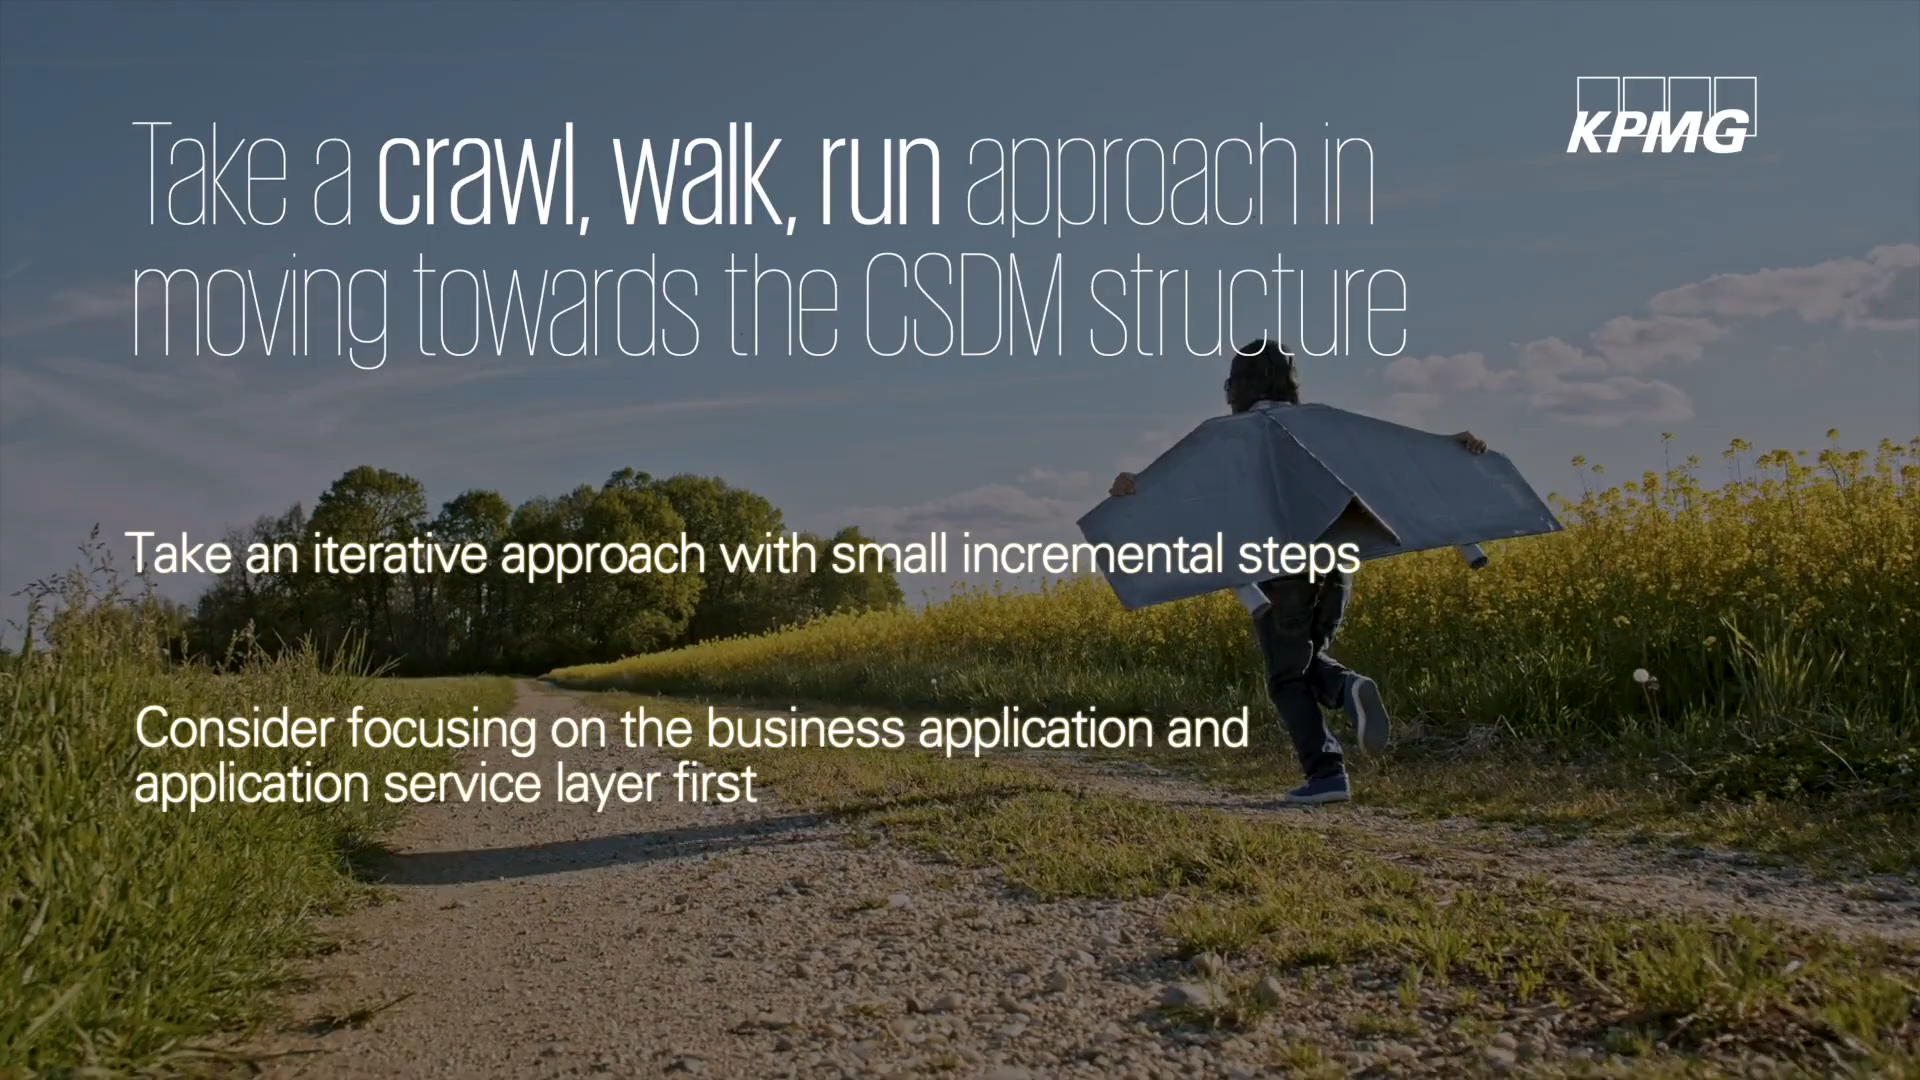 KPMG
Take a crawl, walk, run approach in
moving towards the CSDM structure
Take an iterative approach with small incremental steps
Consider focusing on the business application and
application service layer first